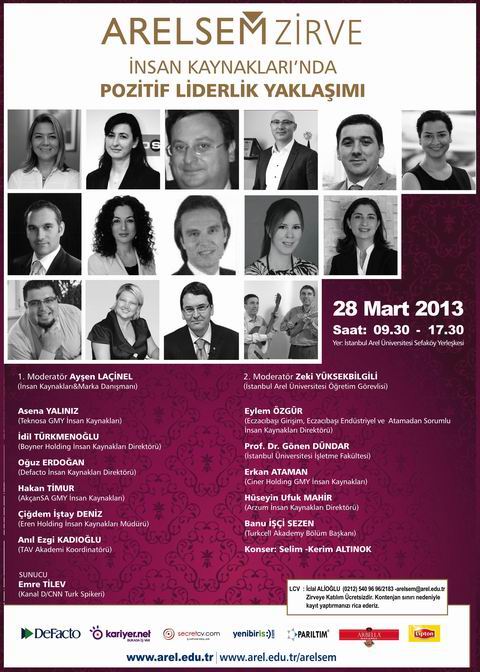 ARELSEM ZİRVE
İNSAN KAYNAKLARI'NDA
POZİTİF LİDERLİK YAKLAŞIMI
28 Mart 2013
Saat: 09.30 - 17.30
Yer: İstanbul Arel Üniversitesi Sefaköy Yerleşkesi
1. Moderatör Ayşen LAÇİNEL
(İnsan Kaynakları&Marka Danışmanı)
Asena YALINIZ
(Teknosa GMY İnsan Kaynakları)
İdil TÜRKMENOĞLU
(Boyner Holding İnsan Kaynakları Direktörü)
Oğuz ERDOĞAN
(Defacto İnsan Kaynakları Direktörü)
Hakan TİMUR
(AkçanSA GMY İnsan Kaynakları)
Çiğdem İştay DENİZ
(Eren Holding İnsan Kaynakları Müdürü)
Anıl Ezgi KADIOĞLU
(TAV Akademi Koordinatörü)
SUNUCU
Emre TİLEV
(Kanal D/CNN Turk Spikeri)
2. Moderatör Zeki YÜKSEKBİLGİLİ
(İstanbul Arel Üniversitesi Öğretim Görevlisi)
Eylem ÖZGÜR
(Eczacıbaşı Girişim, Eczacıbaşı Endüstriyel ve Atamadan Sorumlu
İnsan Kaynakları Direktörü)
Prof. Dr. Gönen DÜNDAR
(İstanbul Üniversitesi İşletme Fakültesi)
Erkan ATAMAN
(Ciner Holding GMY İnsan Kaynakları)
Hüseyin Ufuk MAHİR
(Arzum İnsan Kaynakları Direktörü)
Banu İŞÇİ SEZEN
(Turkcell Akademy Bölüm Başkanı)
Konser: Selim -Kerim ALTINOK
LCV : İclal ALİOĞLU (0212) 540 96 96/2183 -arelsem@arel.edu.tr
Zirveye Katılım Ücretsizdir. Kontenjan sınırı nedeniyle
kayıt yaptırmanızı rica ederiz.
DeFacto
kariyer.net
secretcv.com
yenibiriş:)
PARILTIM
ARBELLA
Lipton
www.arel.edu.tr | www.arel.edu.tr/arelsem